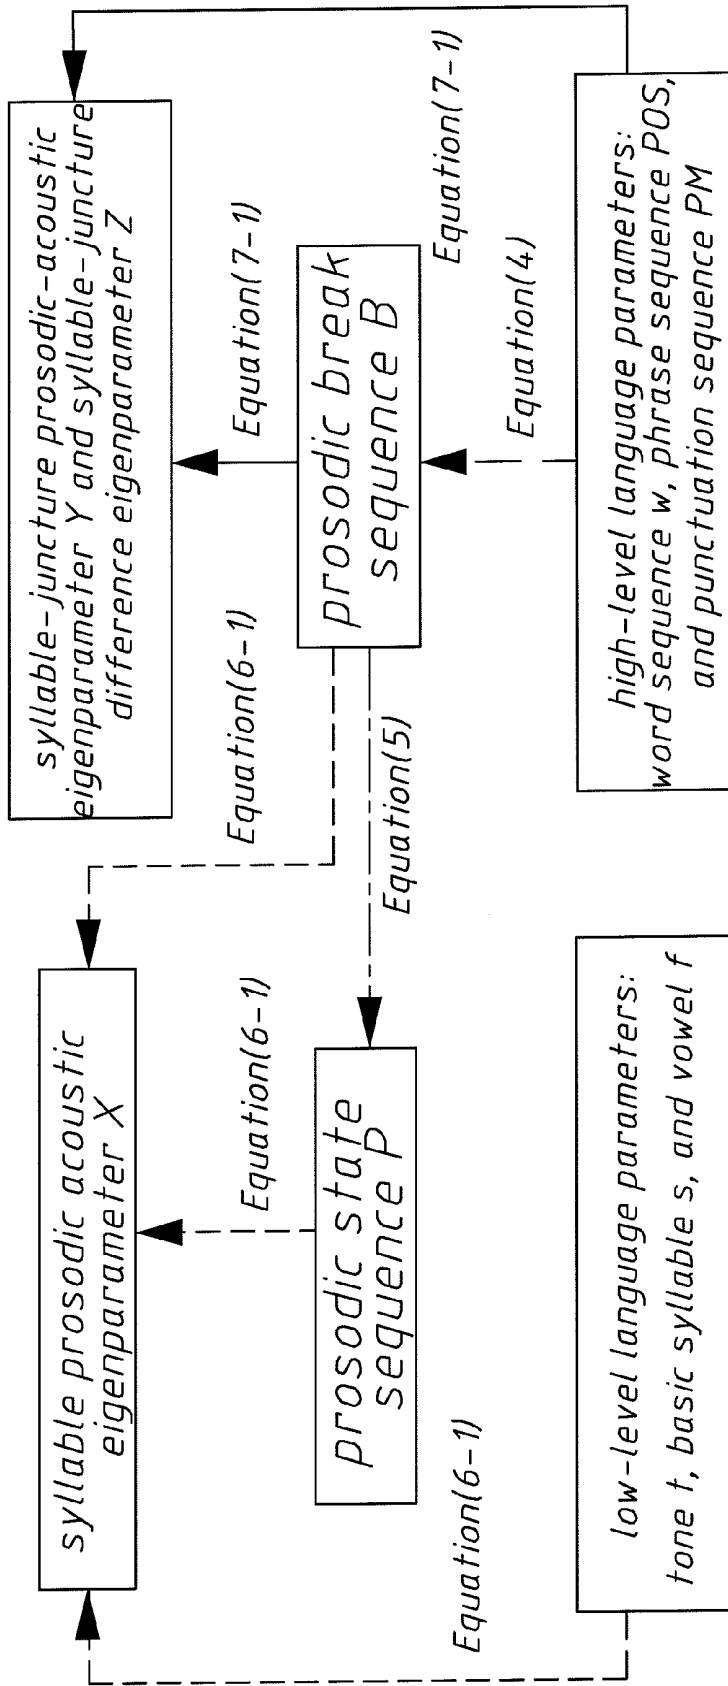 syllable prosodic acoustic
eigenparameter X
syllable-juncture prosodic-acoustic
eigenparameter Y and syllable-juncture
difference eigenparameter Z
Equation(6-1)
Equation(6-1)
Equation(7-1)
prosodic state
sequence P
Equation(5)
prosodic break
sequence B
Equation(6-1)
Equation(4)
Equation(7-1)
low-level language parameters:
tone t, basic syllable s, and vowel f
high-level language parameters:
word sequence w, phrase sequence POS,
and punctuation sequence PM